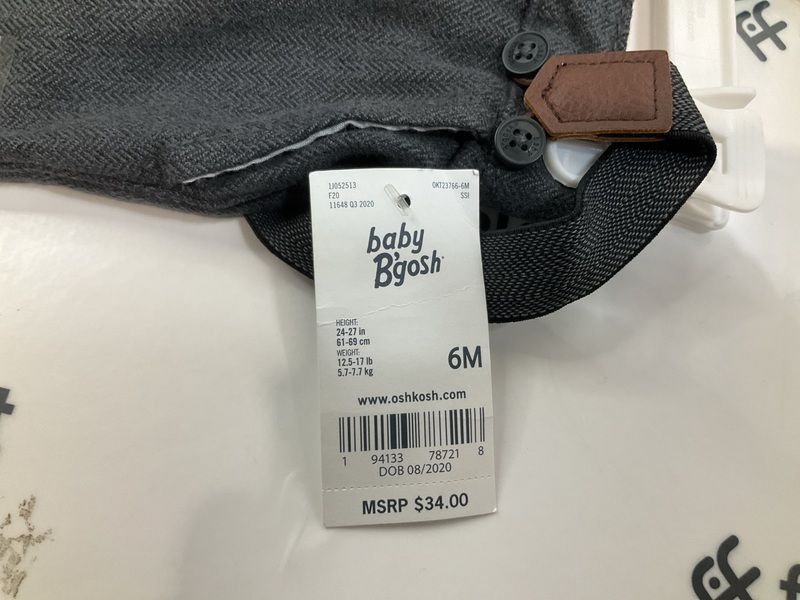 1J052513
F20
11648 Q3 2020
OKT23766-6M
SSI
baby
B'gosh
HEIGHT:
24-27 in
61-69 cm
WEIGHT:
12.5-17 lb
5.7-7.7 kg
6M
www.oshkosh.com
1 94133 78721 8
DOB 08/2020
MSRP $34.00